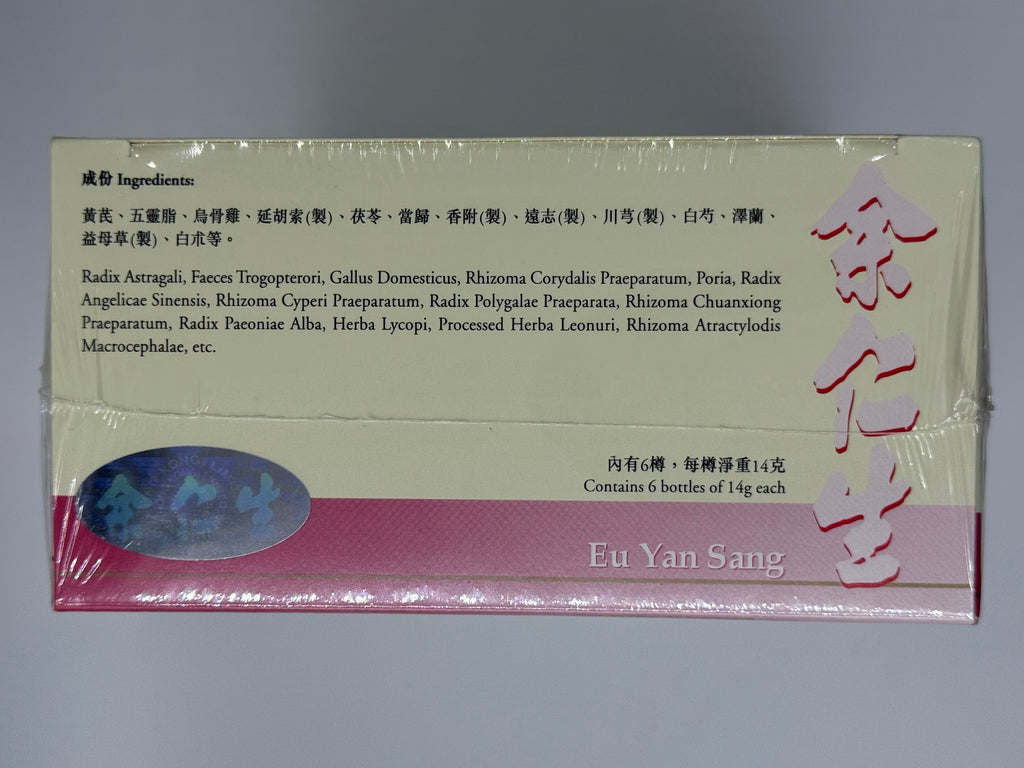 成份 Ingredients:
黃芪、五靈脂、烏骨雞、延胡索(製)、茯苓、當歸、香附(製)、遠志(製)、川芎(製)、白芍、澤蘭、
益母草(製)、白朮等。
Radix Astragali, Faeces Trogopterori, Gallus Domesticus, Rhizoma Corydalis Praeparatum, Poria, Radix
Angelicae Sinensis, Rhizoma Cyperi Praeparatum, Radix Polygalae Praeparata, Rhizoma Chuanxiong
Praeparatum, Radix Paeoniae Alba, Herba Lycopi, Processed Herba Leonuri, Rhizoma Atractylodis
Macrocephalae, etc.
余仁生
內有6樽，每樽淨重14克
Contains 6 bottles of 14g each
余仁生
Eu Yan Sang